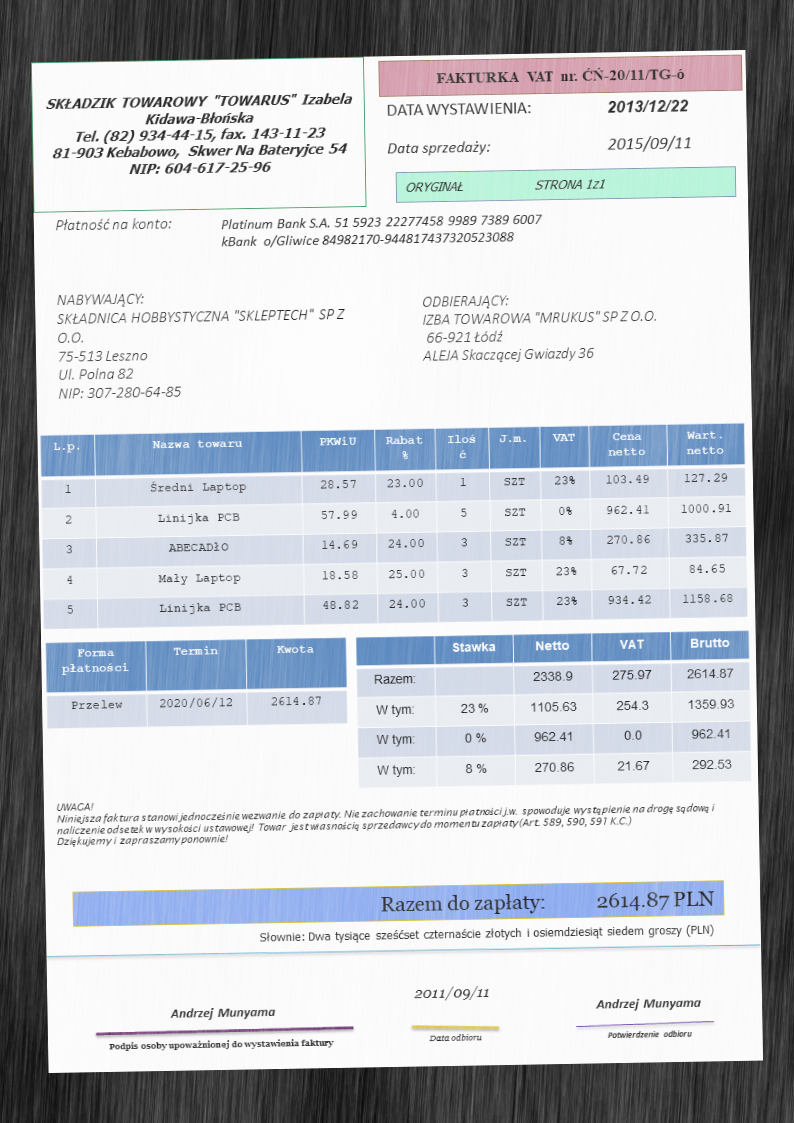 SKŁADZIK TOWAROWY "TOWARUS" Izabela
Kidawa-Błońska
Tel. (82) 934-44-15, fax. 143-11-23
81-903 Kebabowo, Skwer Na Bateryjce 54
NIP: 604-617-25-96
FAKTURKA VAT nr. ĆŃ-20/11/TG-ó
DATA WYSTAWIENIA: 2013/12/22
Data sprzedaży: 2015/09/11
ORYGINAŁ STRONA 1z1
Płatność na konto: Platinum Bank S.A. 51 5923 22277458 9989 7389 6007
kBank o/Gliwice 84982170-944817437320523088
NABYWAJĄCY:
SKŁADNICA HOBBYSTYCZNA "SKLEPTECH" SP Z
O.O.
75-513 Leszno
Ul. Polna 82
NIP: 307-280-64-85
ODBIERAJĄCY:
IZBA TOWAROWA "MRUKUS" SP Z O.O.
66-921 Łódź
ALEJA Skaczącej Gwiazdy 36
L.p. Nazwa towaru PKWiU Rabat % Ilość J.m. VAT Cena netto Wart. netto
1 Średni Laptop 28.57 23.00 1 SZT 23% 103.49 127.29
2 Linijka PCB 57.99 4.00 5 SZT 0% 962.41 1000.91
3 ABECADŁO 14.69 24.00 3 SZT 8% 270.86 335.87
4 Mały Laptop 18.58 25.00 3 SZT 23% 67.72 84.65
5 Linijka PCB 48.82 24.00 3 SZT 23% 934.42 1158.68
Forma płatności Termin Kwota
Przelew 2020/06/12 2614.87
Stawka Netto VAT Brutto
Razem: 2338.9 275.97 2614.87
W tym: 23 % 1105.63 254.3 1359.93
W tym: 0 % 962.41 0.0 962.41
W tym: 8 % 270.86 21.67 292.53
UWAGA!
Niniejsza faktura stanowi jednocześnie wezwanie do zapłaty. Nie zachowanie terminu płatności j.w. spowoduje wystąpienie na drogę sądową i
naliczenie odsetek w wysokości ustawowej! Towar jest własnością sprzedawcy do momentu zapłaty (Art. 589, 590, 591 K.C.)
Dziękujemy i zapraszamy ponownie!
Razem do zapłaty: 2614.87 PLN
Słownie: Dwa tysiące sześćset czternaście złotych i osiemdziesiąt siedem groszy (PLN)
Andrzej Munyama
Podpis osoby upoważnionej do wystawienia faktury
2011/09/11
Data odbioru
Andrzej Munyama
Potwierdzenie odbioru